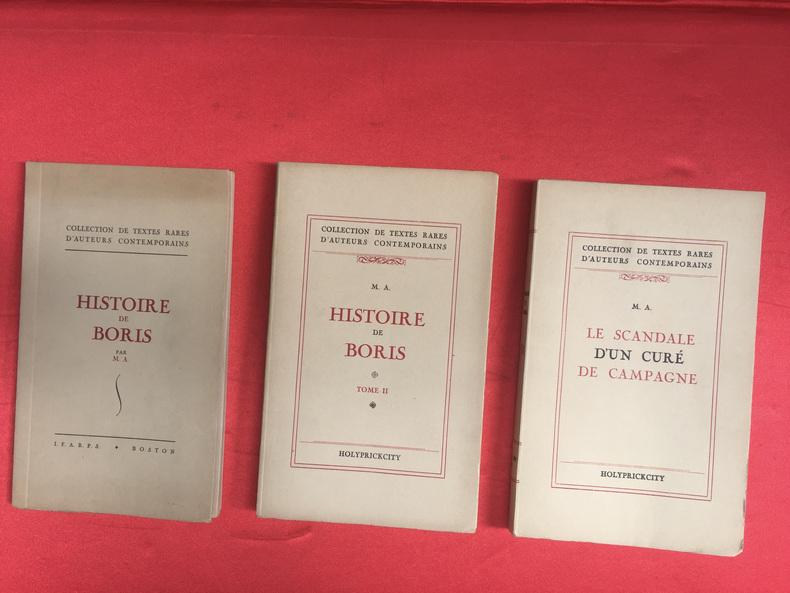 COLLECTION DE TEXTES RARES
D'AUTEURS CONTEMPORAINS
HISTOIRE
DE
BORIS
PAR
M. A
I. F. A. R. P. S. BOSTON
COLLECTION DE TEXTES RARES
D'AUTEURS CONTEMPORAINS
M. A.
HISTOIRE
DE
BORIS
TOME II
HOLYPRICKCITY
COLLECTION DE TEXTES RARES
D'AUTEURS CONTEMPORAINS
M. A.
LE SCANDALE
D'UN CURÉ
DE CAMPAGNE
HOLYPRICKCITY